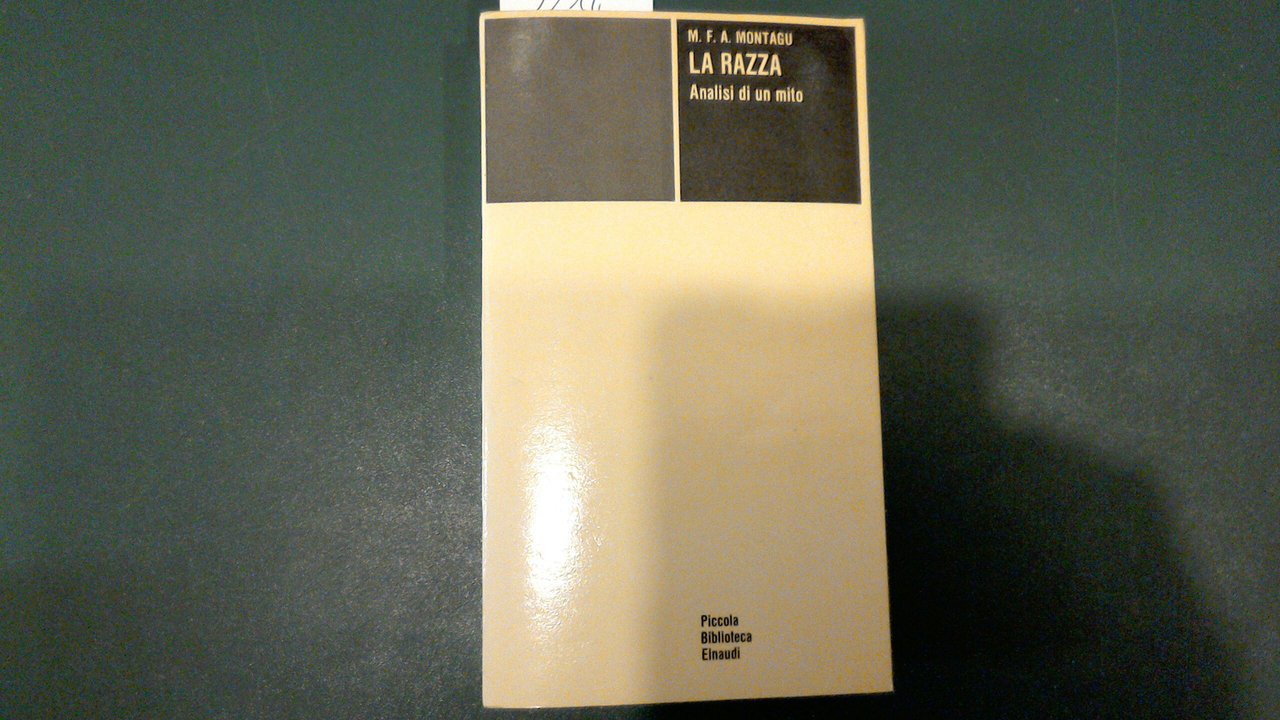 M. F. A. MONTAGU
LA RAZZA
Analisi di un mito
Piccola
Biblioteca
Einaudi